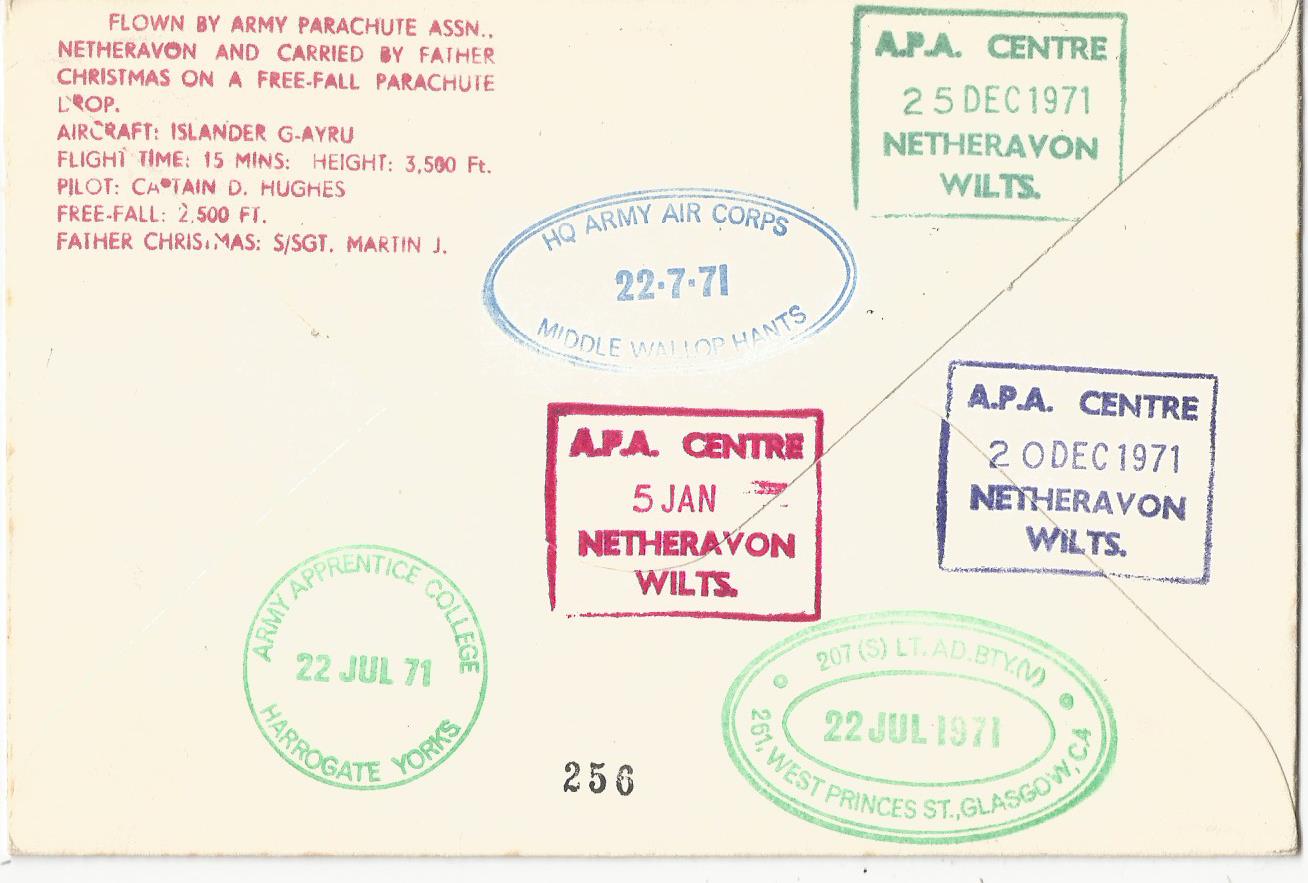 FLOWN BY ARMY PARACHUTE ASSN.,
NETHERAVON AND CARRIED BY FATHER
CHRISTMAS ON A FREE-FALL PARACHUTE
DROP.
AIRCRAFT: ISLANDER G-AYRU
FLIGHT TIME: 15 MINS: HEIGHT: 3,500 Ft.
PILOT: CAPTAIN D. HUGHES
FREE-FALL: 2,500 FT.
FATHER CHRISTMAS: S/SGT. MARTIN J.
A.P.A. CENTRE
25 DEC 1971
NETHERAVON
WILTS.
HQ ARMY AIR CORPS
22·7·71
MIDDLE WALLOP HANTS
A.P.A. CENTRE
5 JAN
NETHERAVON
WILTS.
A.P.A. CENTRE
20 DEC 1971
NETHERAVON
WILTS.
ARMY APPRENTICE COLLEGE
22 JUL 71
HARROGATE YORKS
207 (S) LT. AD. BTY. (V)
22 JUL 1971
261, WEST PRINCES ST., GLASGOW, C4
256